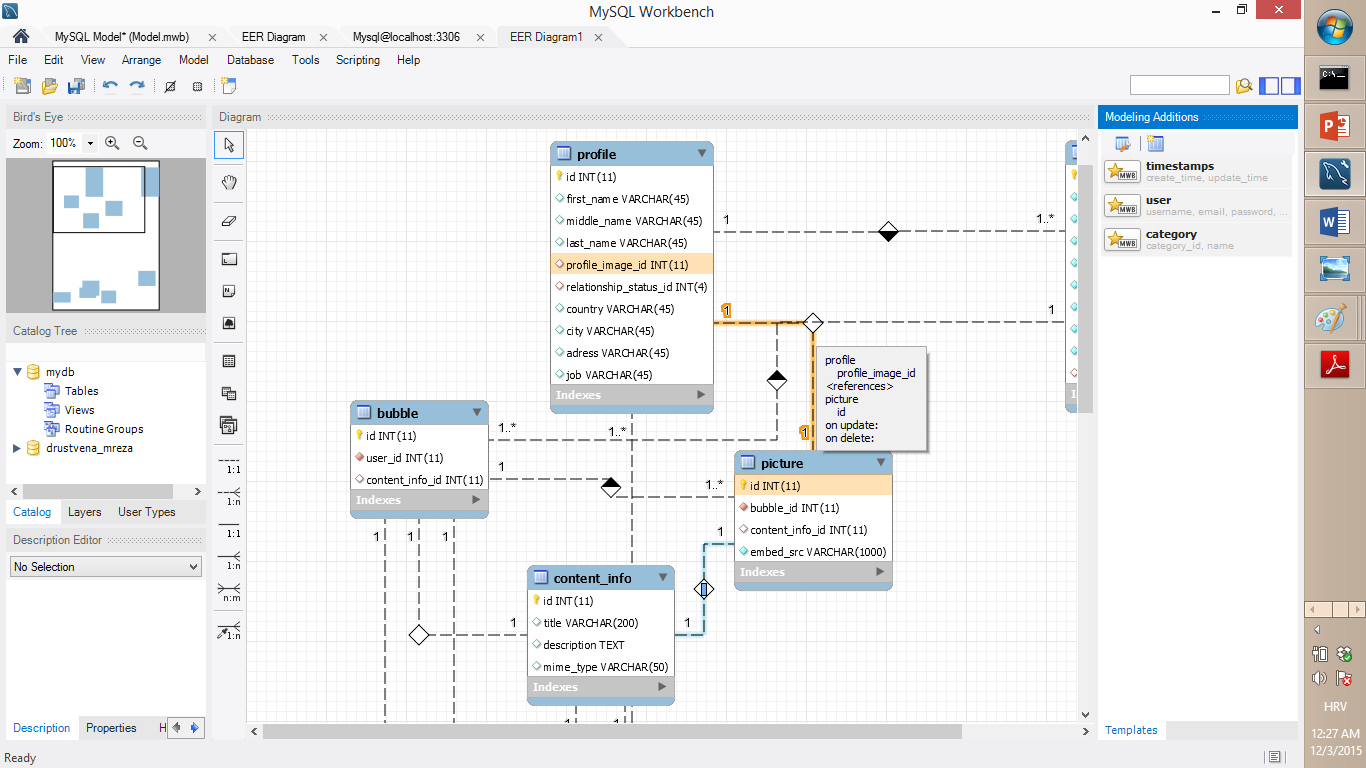 MySQL Workbench
MySQL Model* (Model.mwb)
EER Diagram
Mysql@localhost:3306
EER Diagram1
File Edit View Arrange Model Database Tools Scripting Help
Bird's Eye
Zoom: 100%
Catalog Tree
mydb
Tables
Views
Routine Groups
drustvena_mreza
Catalog Layers User Types
Description Editor
No Selection
Description Properties H
Ready
Diagram
1:1
1:n
1:1
1:n
n:m
1:n
profile
id INT(11)
first_name VARCHAR(45)
middle_name VARCHAR(45)
last_name VARCHAR(45)
profile_image_id INT(11)
relationship_status_id INT(4)
country VARCHAR(45)
city VARCHAR(45)
adress VARCHAR(45)
job VARCHAR(45)
Indexes
1
1..*
1
1
profile
profile_image_id
<references>
picture
id
on update:
on delete:
1
bubble
id INT(11)
user_id INT(11)
content_info_id INT(11)
Indexes
1..*
1..*
1
1..*
picture
id INT(11)
bubble_id INT(11)
content_info_id INT(11)
embed_src VARCHAR(1000)
Indexes
1
1
1
1
1
1
content_info
id INT(11)
title VARCHAR(200)
description TEXT
mime_type VARCHAR(50)
Indexes
Modeling Additions
MWB
timestamps
create_time, update_time
MWB
user
username, email, password, ...
MWB
category
category_id, name
Templates
C:\_
HRV
12:27 AM
12/3/2015